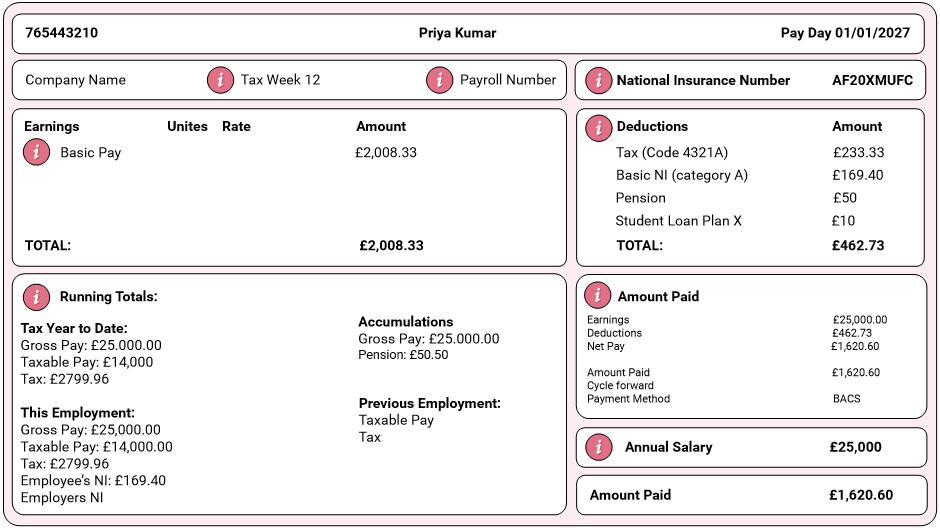 765443210 Priya Kumar Pay Day 01/01/2027
Company Name i Tax Week 12 i Payroll Number
i National Insurance Number AF20XMUFC
Earnings Unites Rate Amount
i Basic Pay £2,008.33
TOTAL: £2,008.33
i Deductions Amount
Tax (Code 4321A) £233.33
Basic NI (category A) £169.40
Pension £50
Student Loan Plan X £10
TOTAL: £462.73
i Running Totals:
Tax Year to Date:
Gross Pay: £25.000.00
Taxable Pay: £14,000
Tax: £2799.96
This Employment:
Gross Pay: £25,000.00
Taxable Pay: £14,000.00
Tax: £2799.96
Employee's NI: £169.40
Employers NI
Accumulations
Gross Pay: £25.000.00
Pension: £50.50
Previous Employment:
Taxable Pay
Tax
i Amount Paid
Earnings £25,000.00
Deductions £462.73
Net Pay £1,620.60
Amount Paid £1,620.60
Cycle forward
Payment Method BACS
i Annual Salary £25,000
Amount Paid £1,620.60